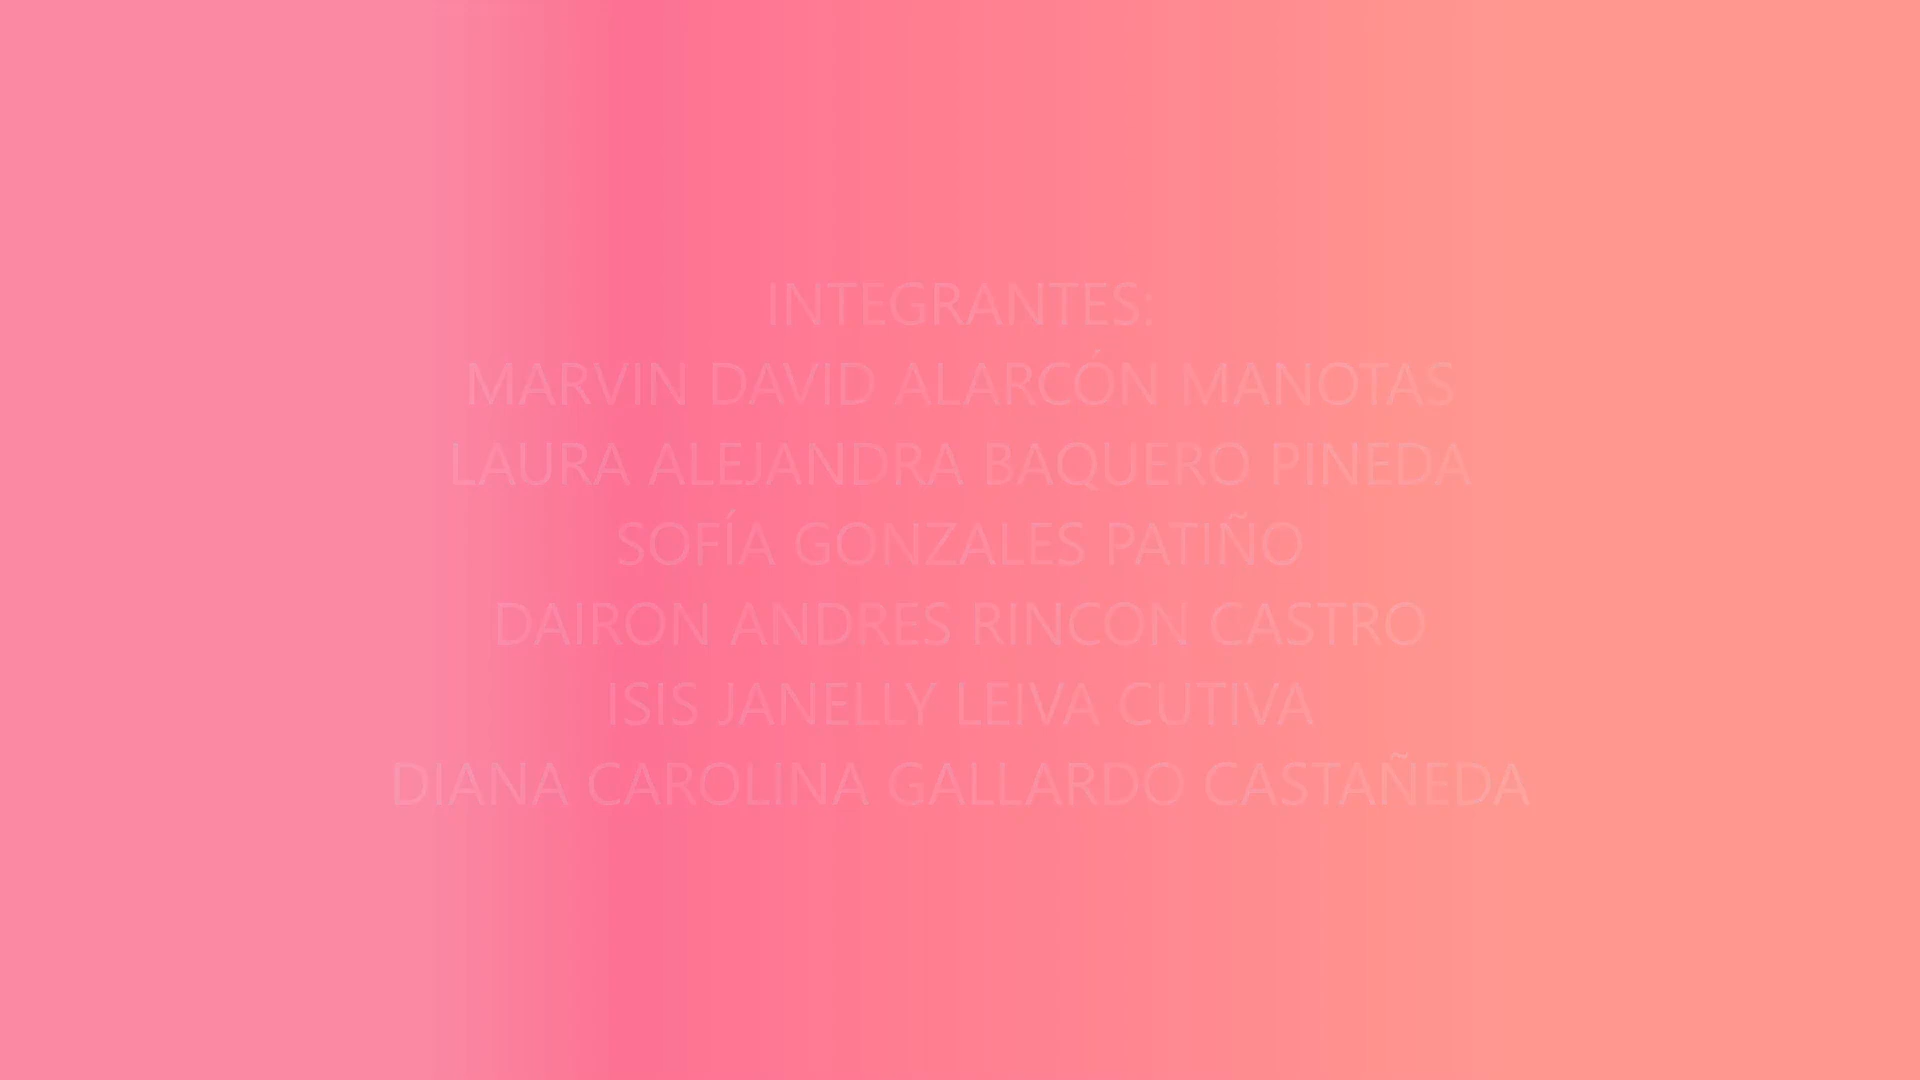 INTEGRANTES:
MARVIN DAVID ALARCÓN MANOTAS
LAURA ALEJANDRA BAQUERO PINEDA
SOFÍA GONZALES PATIÑO
DAIRON ANDRES RINCON CASTRO
ISIS JANELLY LEIVA CUTIVA
DIANA CAROLINA GALLARDO CASTAÑEDA